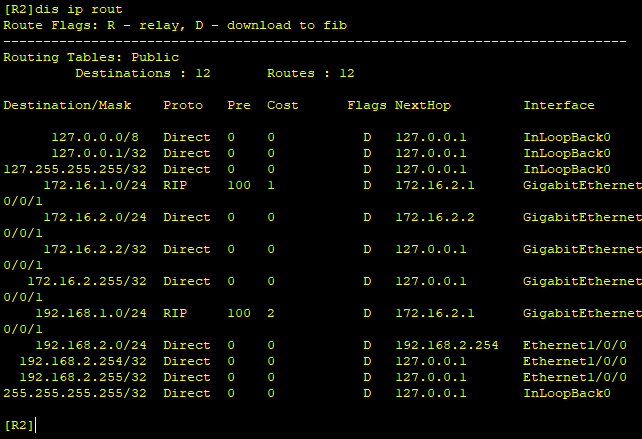 [R2]dis ip rout
Route Flags: R - relay, D - download to fib
------------------------------------------------------------------------------
Routing Tables: Public
         Destinations : 12       Routes : 12
Destination/Mask    Proto   Pre  Cost      Flags NextHop         Interface
      127.0.0.0/8   Direct  0    0           D   127.0.0.1       InLoopBack0
      127.0.0.1/32  Direct  0    0           D   127.0.0.1       InLoopBack0
127.255.255.255/32  Direct  0    0           D   127.0.0.1       InLoopBack0
     172.16.1.0/24  RIP     100  1           D   172.16.2.1      GigabitEthernet
0/0/1
     172.16.2.0/24  Direct  0    0           D   172.16.2.2      GigabitEthernet
0/0/1
     172.16.2.2/32  Direct  0    0           D   127.0.0.1       GigabitEthernet
0/0/1
   172.16.2.255/32  Direct  0    0           D   127.0.0.1       GigabitEthernet
0/0/1
    192.168.1.0/24  RIP     100  2           D   172.16.2.1      GigabitEthernet
0/0/1
    192.168.2.0/24  Direct  0    0           D   192.168.2.254   Ethernet1/0/0
  192.168.2.254/32  Direct  0    0           D   127.0.0.1       Ethernet1/0/0
  192.168.2.255/32  Direct  0    0           D   127.0.0.1       Ethernet1/0/0
255.255.255.255/32  Direct  0    0           D   127.0.0.1       InLoopBack0
[R2]